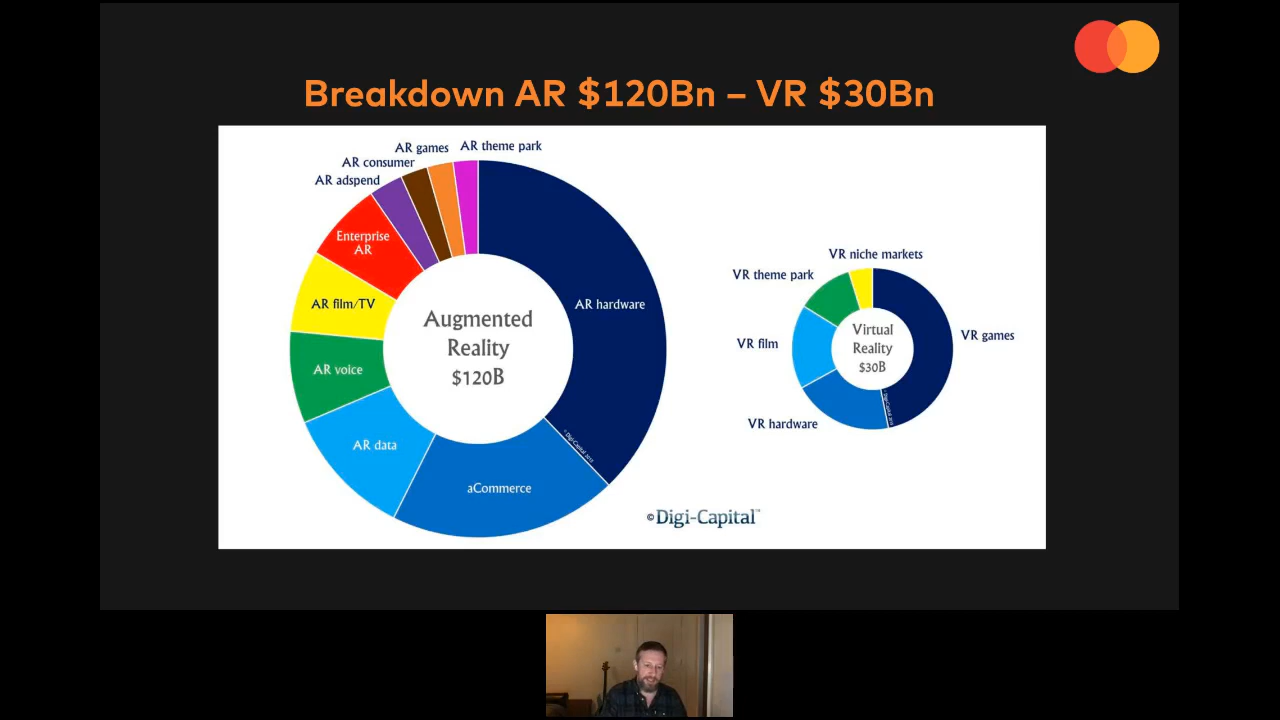 Breakdown AR $120Bn – VR $30Bn
AR games
AR theme park
AR consumer
AR adspend
Enterprise
AR
AR film/TV
AR hardware
Augmented
Reality
$120B
AR voice
AR data
aCommerce
VR niche markets
VR theme park
VR film
Virtual
Reality
$30B
VR games
VR hardware
©Digi-Capital™